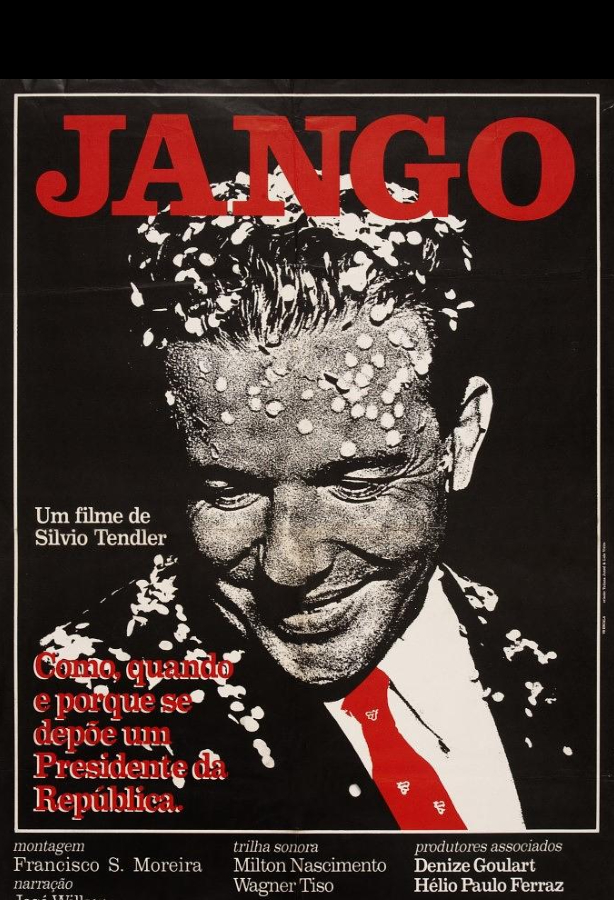 JANGO
Um filme de
Silvio Tendler
Como, quando
e porque se
depõe um
Presidente da
República.
montagem
Francisco S. Moreira
narração
trilha sonora
Milton Nascimento
Wagner Tiso
produtores associados
Denize Goulart
Hélio Paulo Ferraz